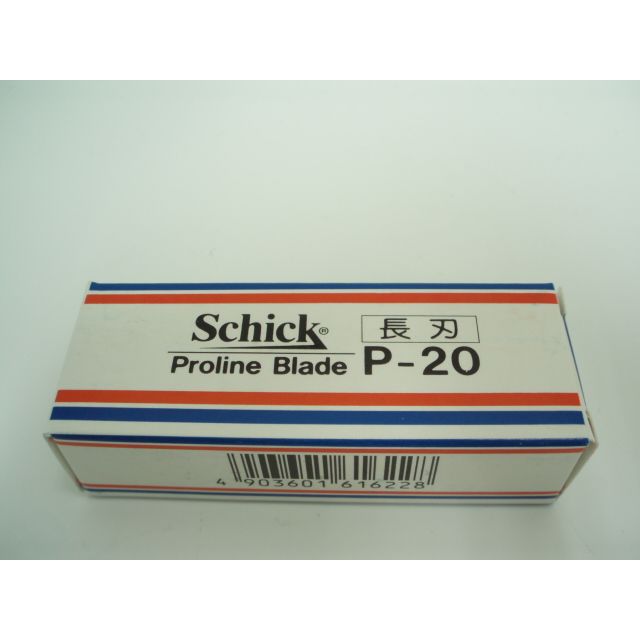 Schick® 長刃
Proline Blade P-20
4 903601 616228